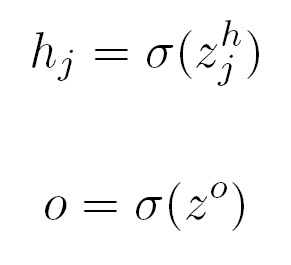 h_j = σ(z_j^h)
o = σ(z^o)